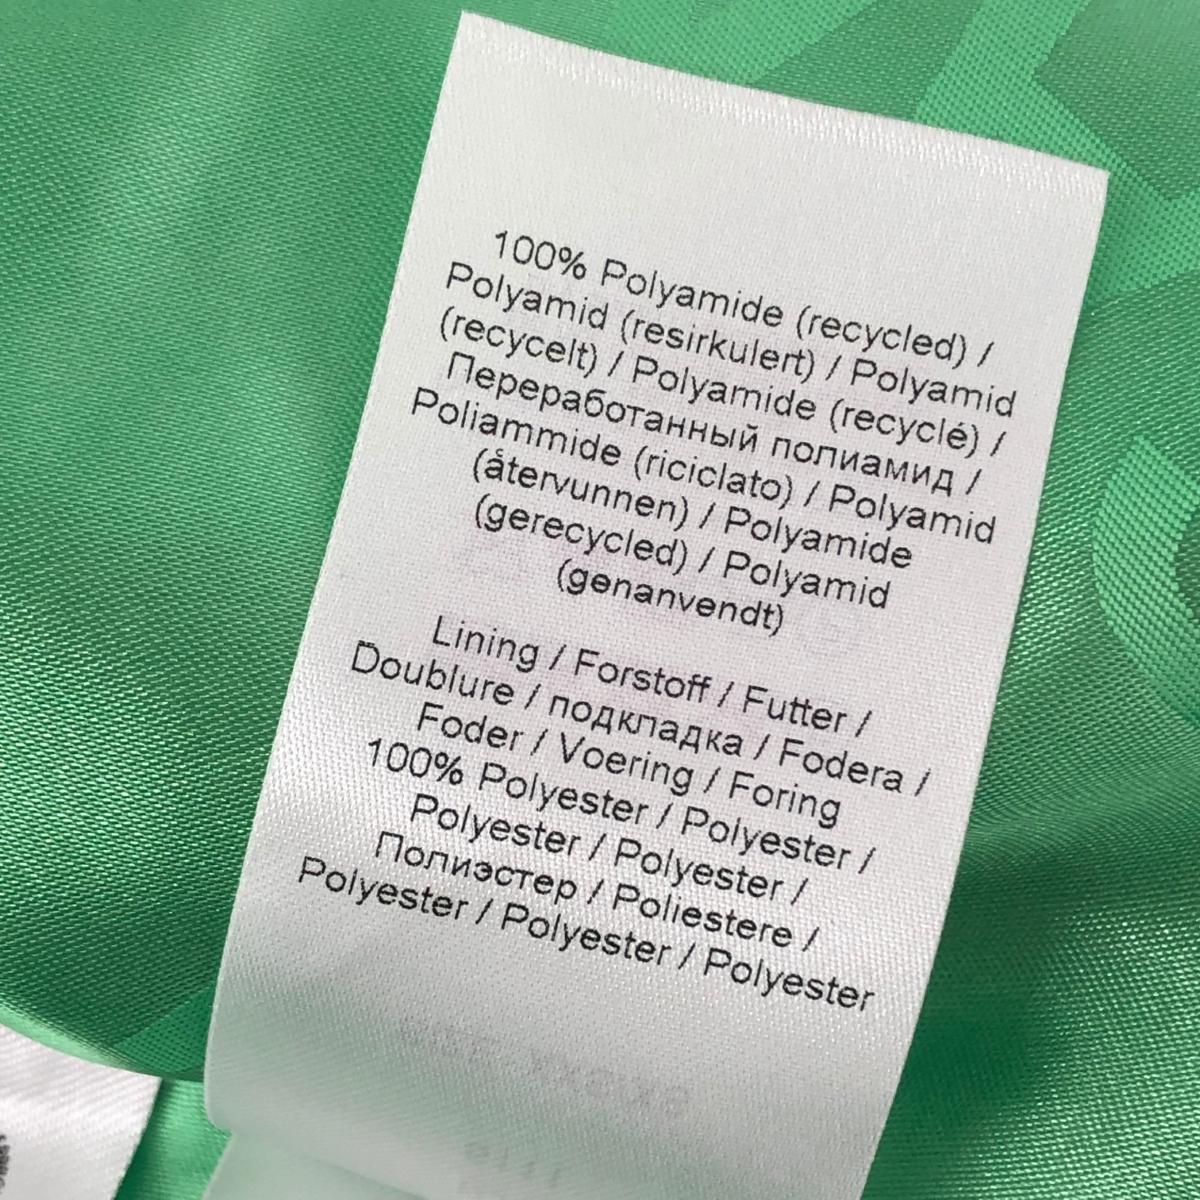 100% Polyamide (recycled) /
Polyamid (resirkulert) / Polyamid
(recycelt) / Polyamide (recyclé) /
Переработанный полиамид /
Poliammide (riciclato) / Polyamid
(återvunnen) / Polyamide
(gerecycled) / Polyamid
(genanvendt)
Lining / Forstoff / Futter /
Doublure / подкладка / Fodera /
Foder / Voering / Foring
100% Polyester / Polyester /
Polyester / Polyester /
Полиэстер / Poliestere /
Polyester / Polyester / Polyester